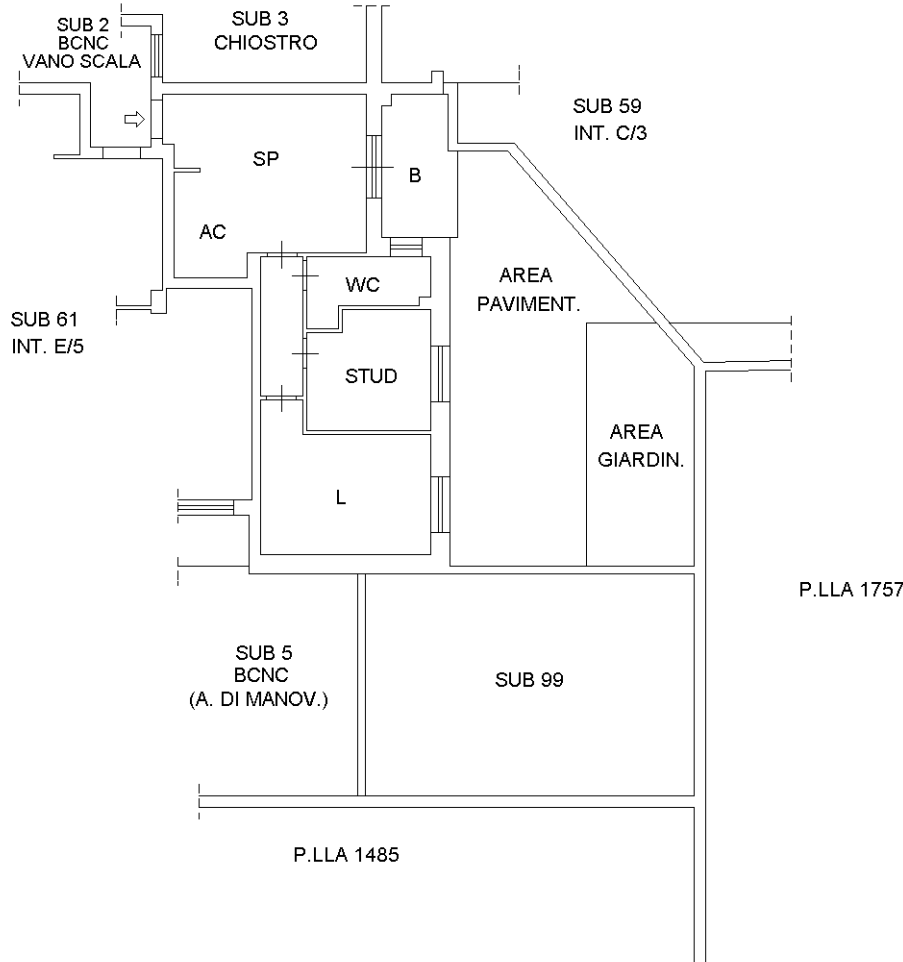 SUB 2
BCNC
VANO SCALA
SUB 3
CHIOSTRO
SUB 59
INT. C/3
SP
B
AC
WC
AREA
PAVIMENT.
SUB 61
INT. E/5
STUD
AREA
GIARDIN.
L
P.LLA 1757
SUB 5
BCNC
(A. DI MANOV.)
SUB 99
P.LLA 1485